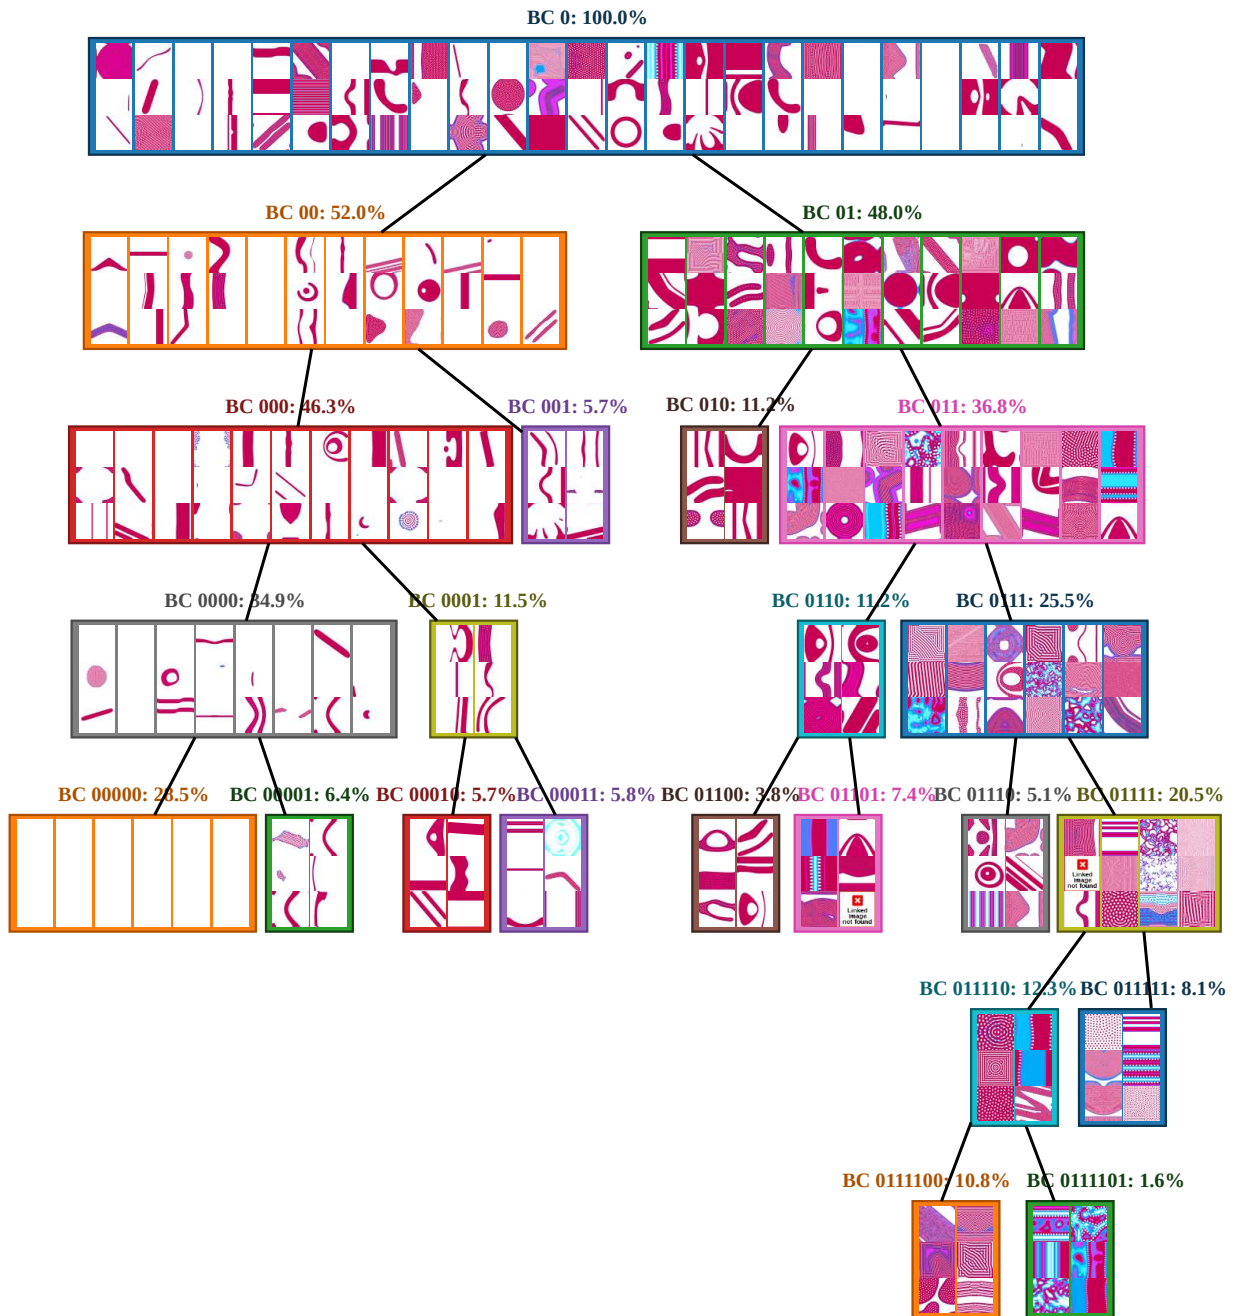 BC 0: 100.0%
BC 00: 52.0%
BC 01: 48.0%
BC 000: 46.3%
BC 001: 5.7%
BC 010: 11.2%
BC 011: 36.8%
BC 0000: 34.9%
BC 0001: 11.5%
BC 0110: 11.2%
BC 0111: 25.5%
BC 00000: 28.5%
BC 00001: 6.4%
BC 00010: 5.7%
BC 00011: 5.8%
BC 01100: 3.8%
BC 01101: 7.4%
BC 01110: 5.1%
BC 01111: 20.5%
Linked
image
not found
Linked
image
not found
BC 011110: 12.3%
BC 011111: 8.1%
BC 0111100: 10.8%
BC 0111101: 1.6%